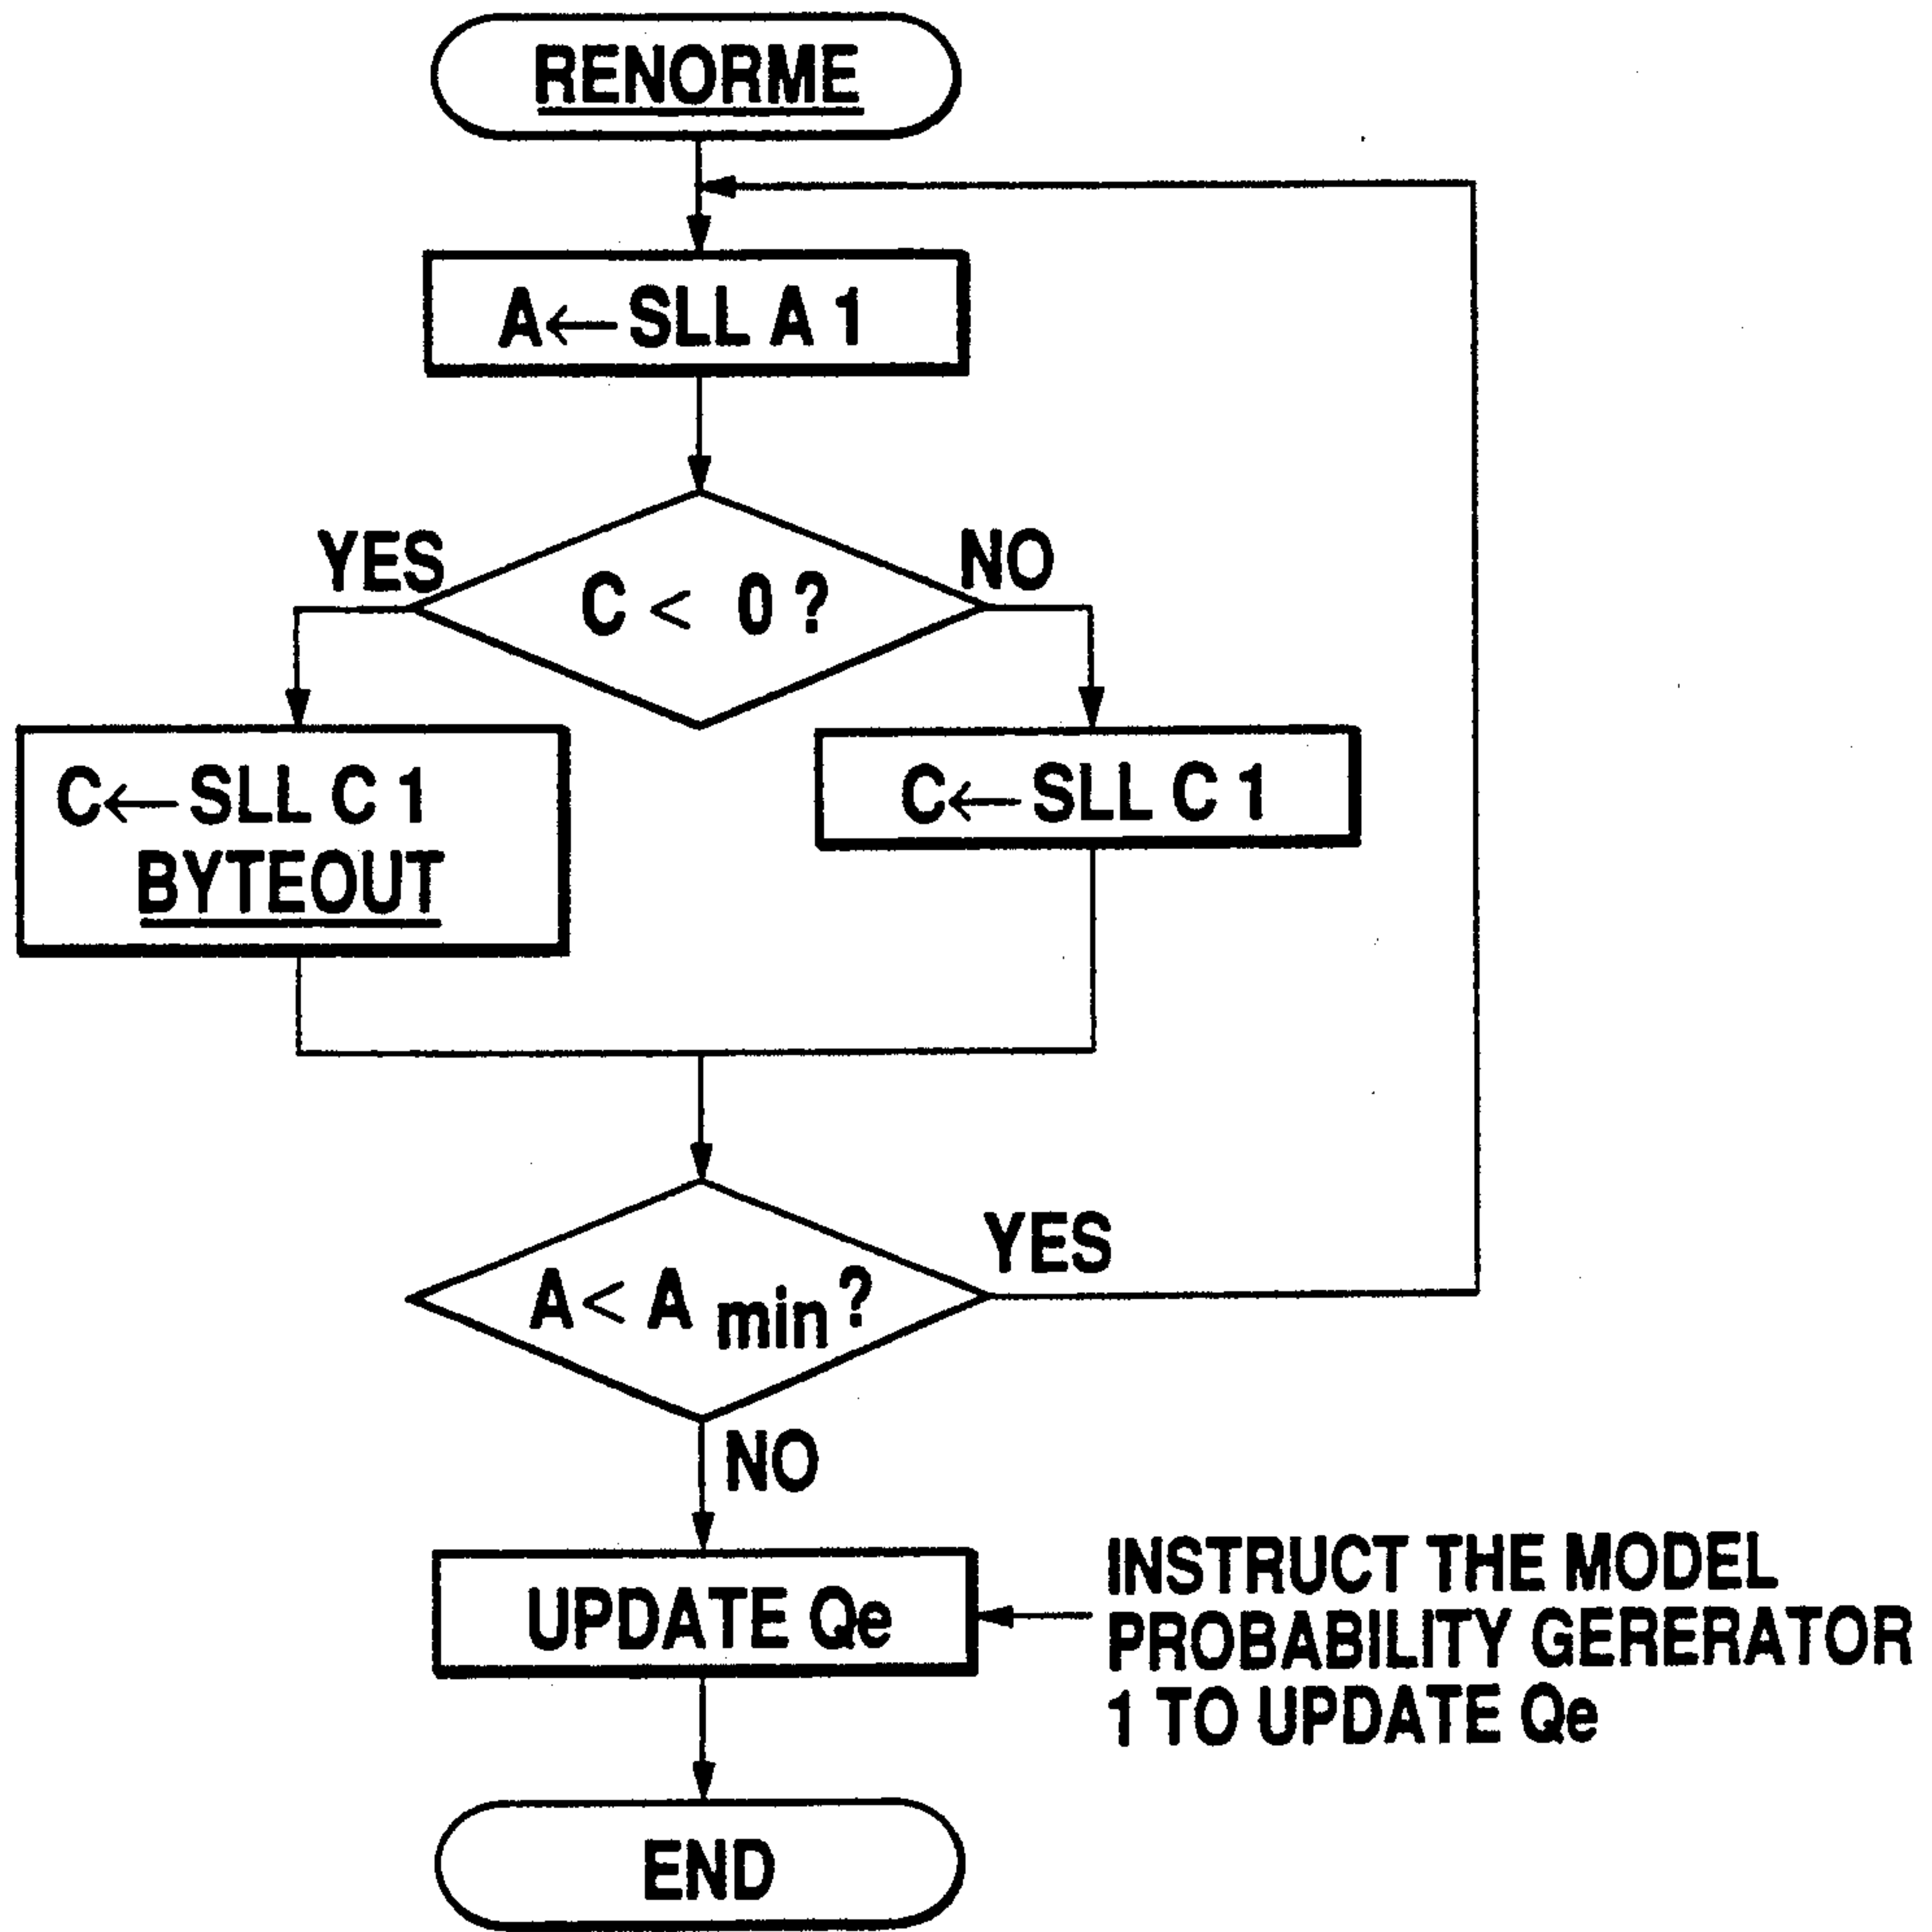 RENORME
A←SLL A 1
YES
NO
C < 0 ?
C←SLL C 1
BYTEOUT
C←SLL C 1
A < A min ?
YES
NO
UPDATE Qe
INSTRUCT THE MODEL
PROBABILITY GERERATOR
1 TO UPDATE Qe
END